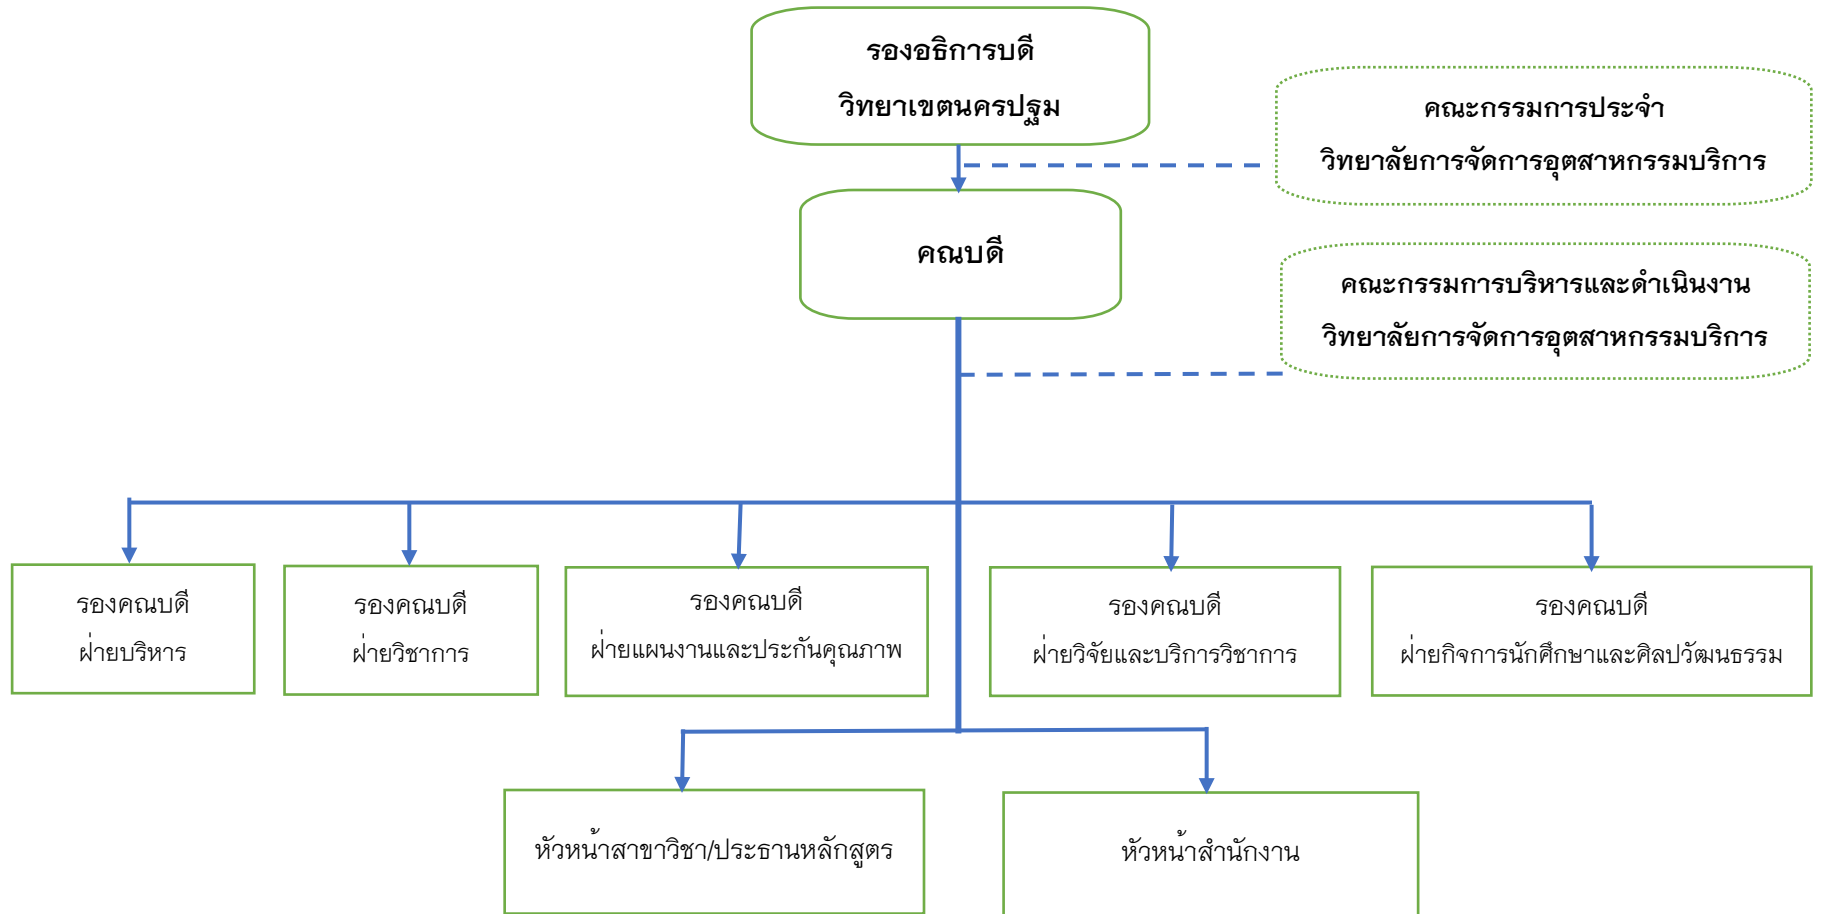 รองอธิการบดี
วิทยาเขตนครปฐม
คณะกรรมการประจำ
วิทยาลัยการจัดการอุตสาหกรรมบริการ
คณบดี
คณะกรรมการบริหารและดำเนินงาน
วิทยาลัยการจัดการอุตสาหกรรมบริการ
รองคณบดี
ฝ่ายบริหาร
รองคณบดี
ฝ่ายวิชาการ
รองคณบดี
ฝ่ายแผนงานและประกันคุณภาพ
รองคณบดี
ฝ่ายวิจัยและบริการวิชาการ
รองคณบดี
ฝ่ายกิจการนักศึกษาและศิลปวัฒนธรรม
หัวหน้าสาขาวิชา/ประธานหลักสูตร
หัวหน้าสำนักงาน